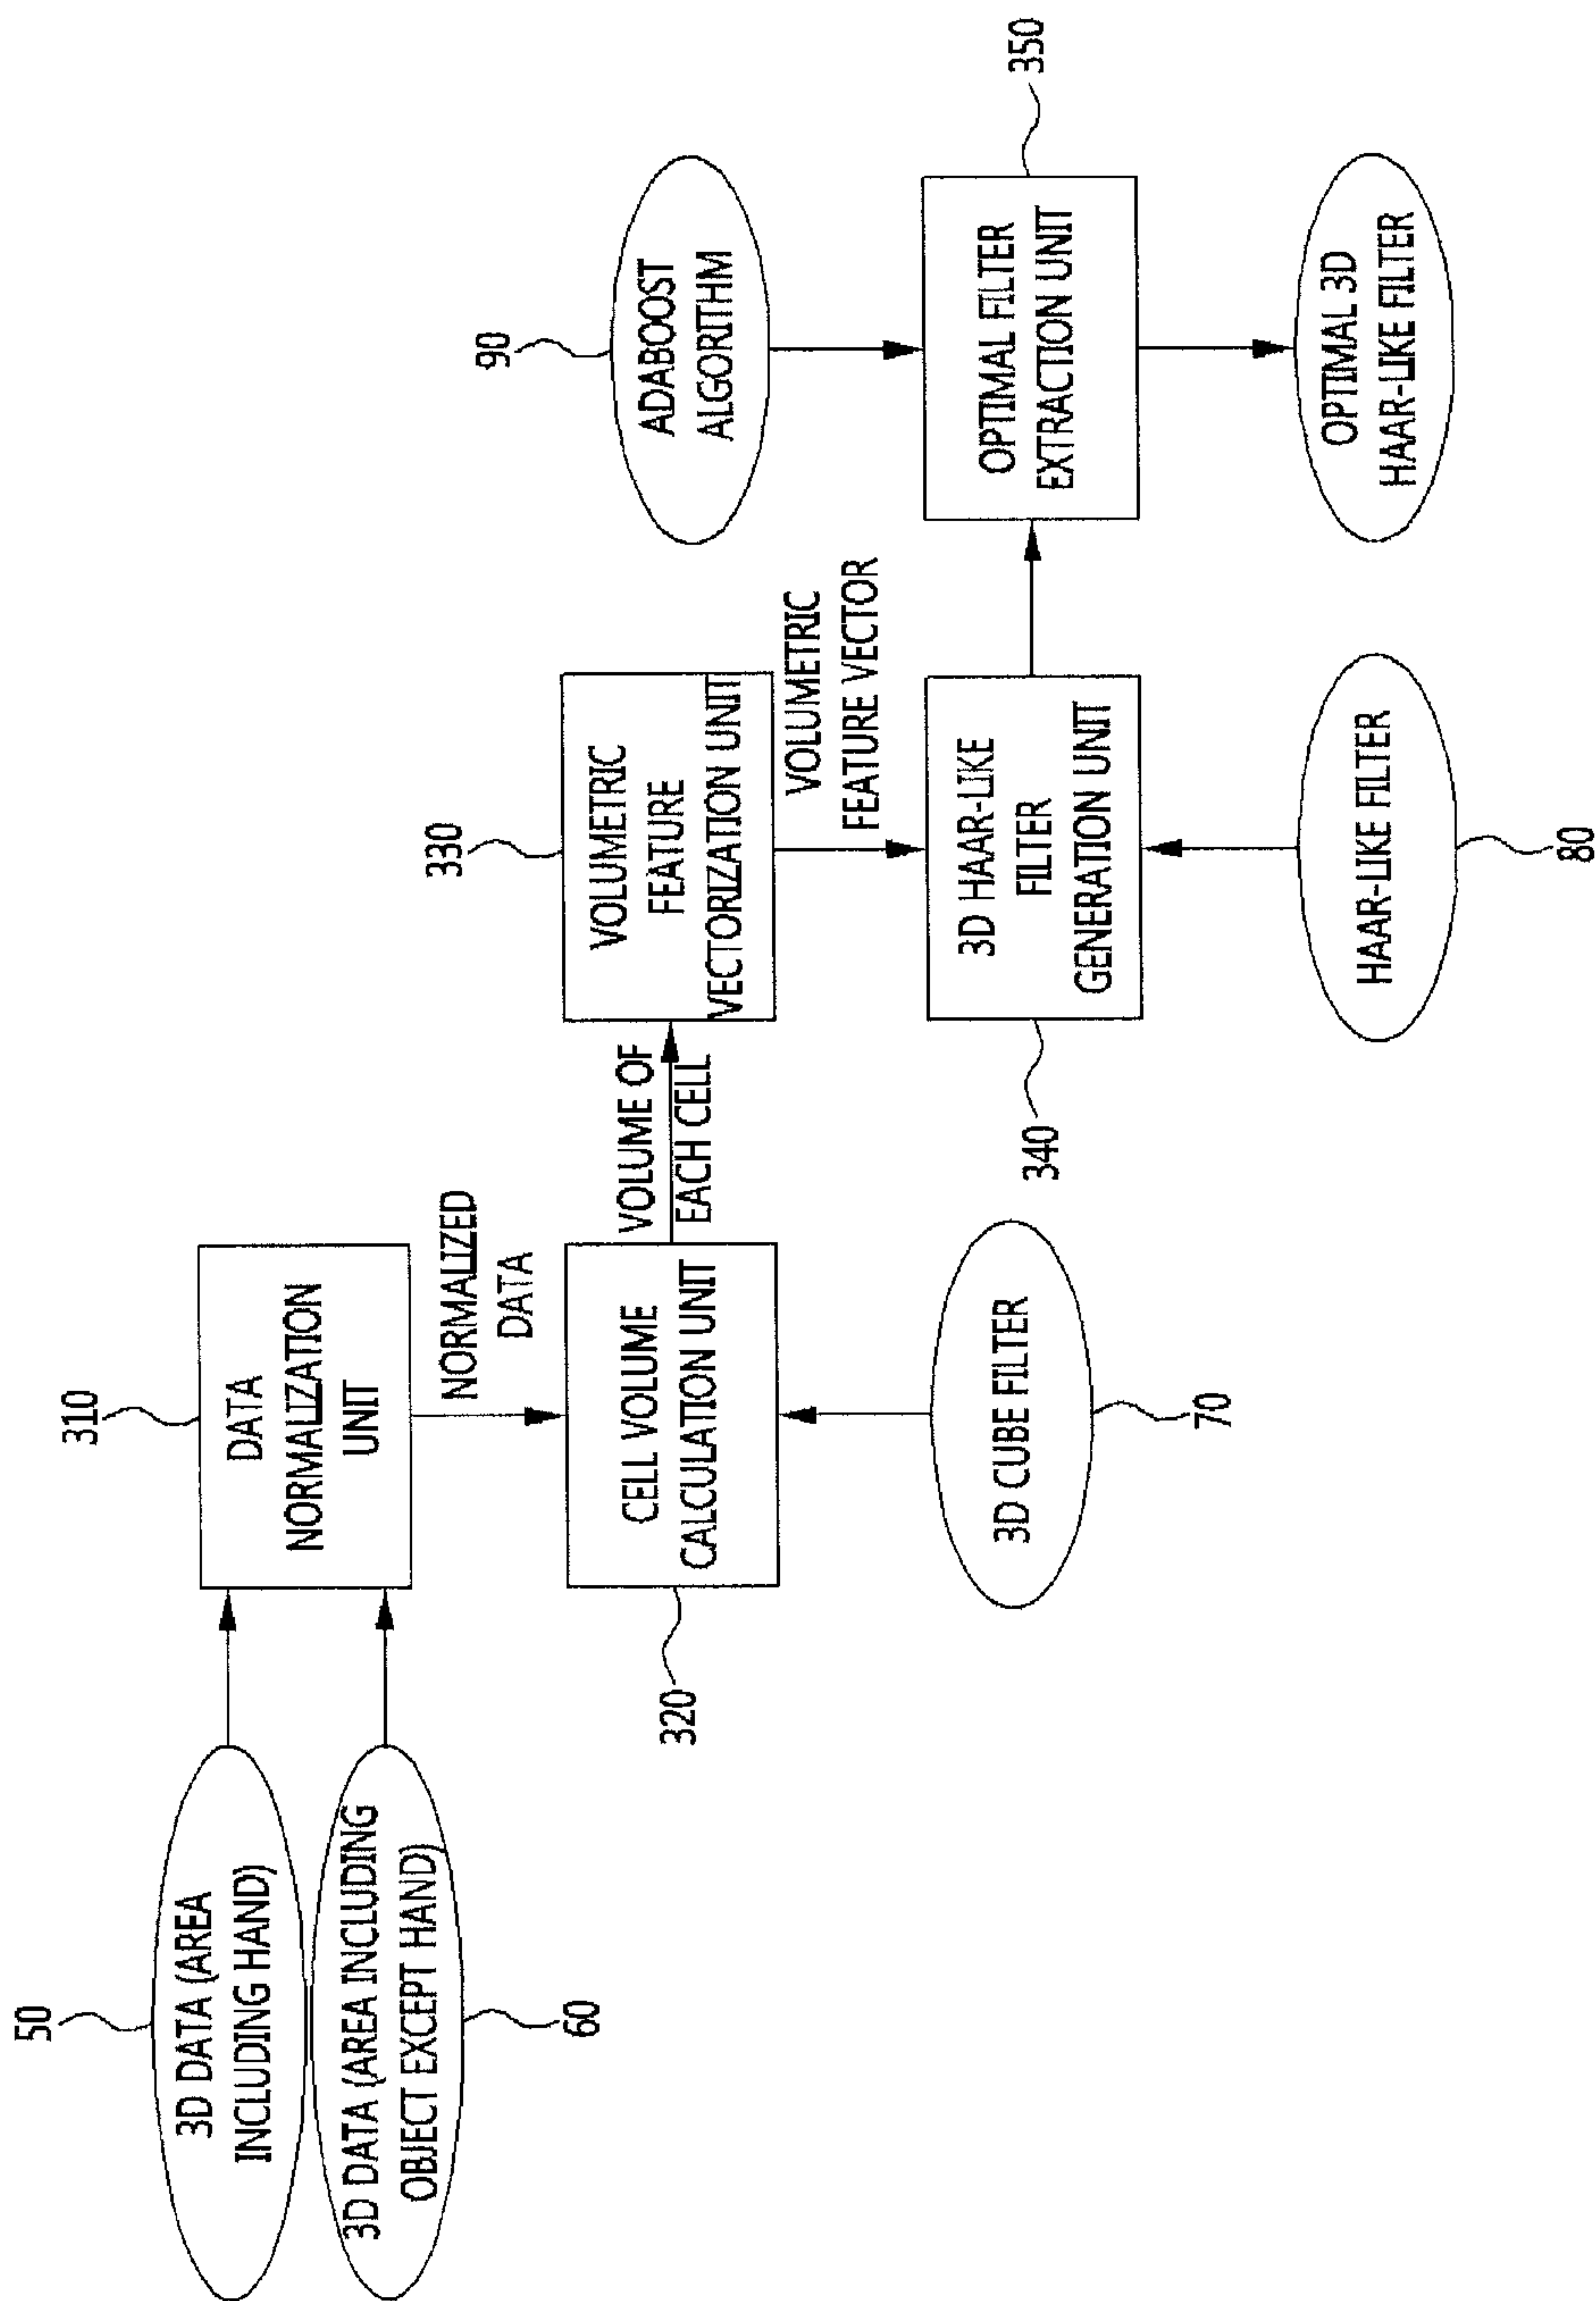 50
3D DATA (AREA
INCLUDING HAND)
3D DATA (AREA INCLUDING
OBJECT EXCEPT HAND)
60
310
DATA
NORMALIZATION
UNIT
NORMALIZED
DATA
320
CELL VOLUME
CALCULATION UNIT
3D CUBE FILTER
70
VOLUME OF
EACH CELL
330
VOLUMETRIC
FEATURE
VECTORIZATION UNIT
VOLUMETRIC
FEATURE VECTOR
340
3D HAAR-LIKE
FILTER
GENERATION UNIT
HAAR-LIKE FILTER
80
90
ADABOOST
ALGORITHM
350
OPTIMAL FILTER
EXTRACTION UNIT
OPTIMAL 3D
HAAR-LIKE FILTER